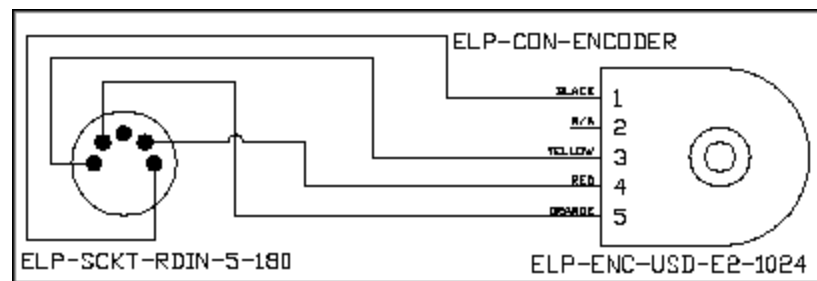 ELP-CON-ENCODER
BLACK 1
N/A 2
YELLOW 3
RED 4
ORANGE 5
ELP-SCKT-RDIN-5-180
ELP-ENC-USD-E2-1024